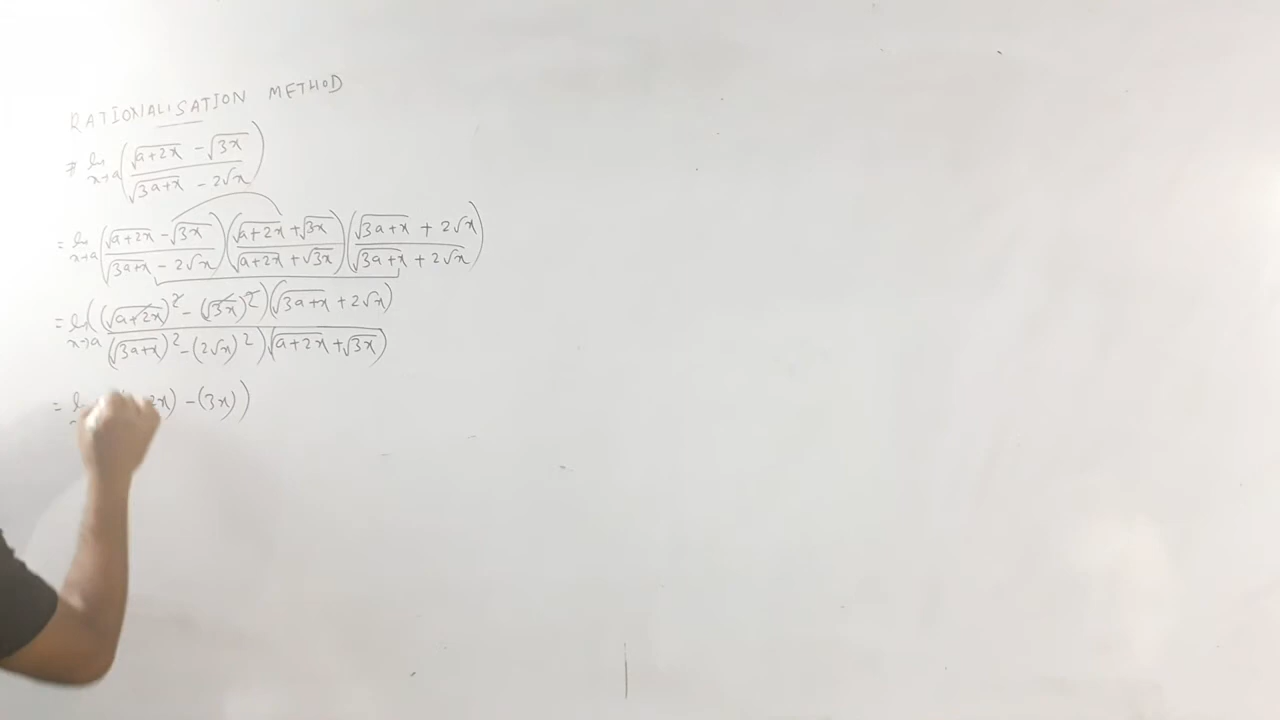 RATIONALISATION METHOD
# lim x→a ( (√(a+2x) - √(3x)) / (√(3a+x) - 2√x) )
= lim x→a ( (√(a+2x) - √(3x)) / (√(3a+x) - 2√x) ) ( (√(a+2x) + √(3x)) / (√(a+2x) + √(3x)) ) ( (√(3a+x) + 2√x) / (√(3a+x) + 2√x) )
= lim x→a ( ((√(a+2x))² - (√(3x))²) (√(3a+x) + 2√x) / ((√(3a+x))² - (2√x)²) (√(a+2x) + √(3x)) )
= 2x) - (3x))